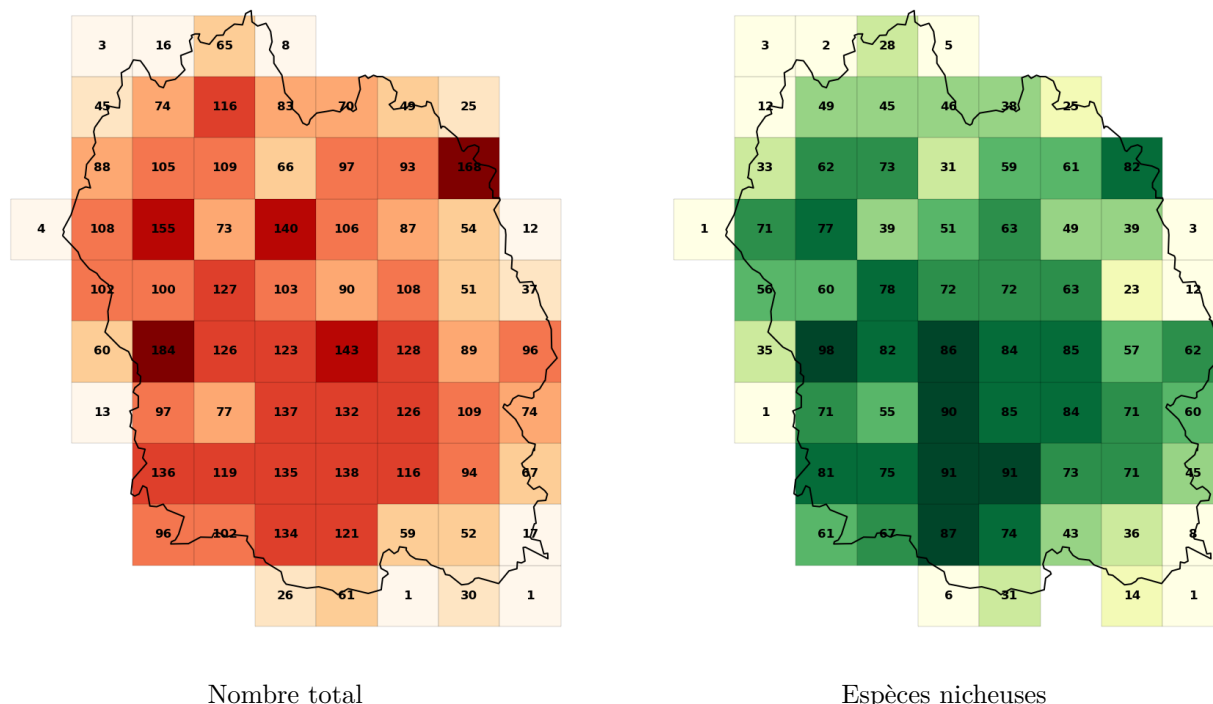 3 16 65 8 3 2 28 5
45 74 116 83 70 49 25 12 49 45 46 38 25
88 105 109 66 97 93 168 33 62 73 31 59 61 82
4 108 155 73 140 106 87 54 12 1 71 77 39 51 63 49 39 3
102 100 127 103 90 108 51 37 56 60 78 72 72 63 23 12
60 184 126 123 143 128 89 96 35 98 82 86 84 85 57 62
13 97 77 137 132 126 109 74 1 71 55 90 85 84 71 60
136 119 135 138 116 94 67 81 75 91 91 73 71 45
96 102 134 121 59 52 17 61 67 87 74 43 36 8
26 61 1 30 1 6 31 14 1
Nombre total Espèces nicheuses